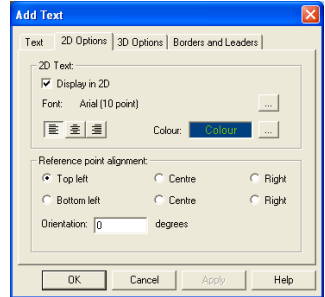 Add Text
Text 2D Options 3D Options Borders and Leaders
2D Text:
Display in 2D
Font: Arial (10 point) ...
Colour: Colour ...
Reference point alignment:
Top left Centre Right
Bottom left Centre Right
Orientation: 0 degrees
OK Cancel Apply Help